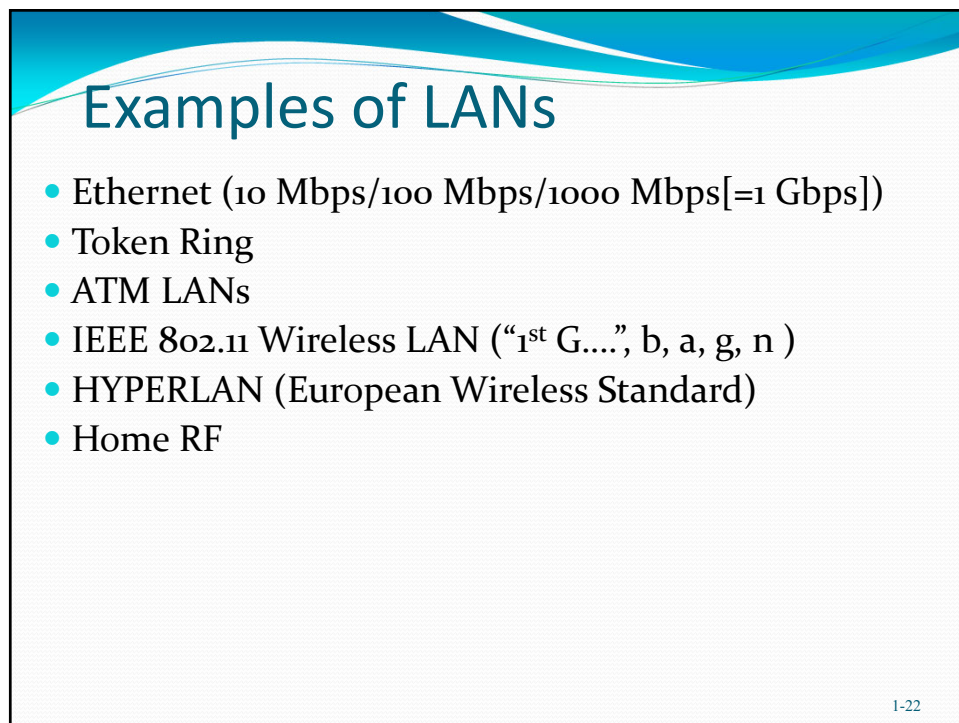 Examples of LANs
• Ethernet (10 Mbps/100 Mbps/1000 Mbps[=1 Gbps])
• Token Ring
• ATM LANs
• IEEE 802.11 Wireless LAN (“1st G....”, b, a, g, n )
• HYPERLAN (European Wireless Standard)
• Home RF
1-22